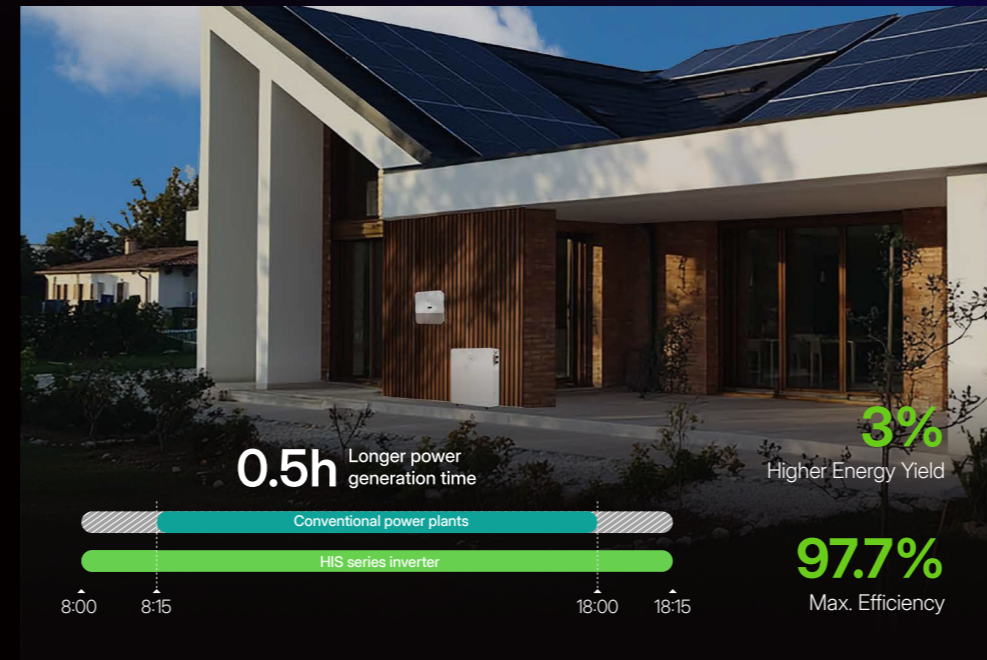 0.5h
Longer power
generation time
Conventional power plants
HIS series inverter
8:00
8:15
18:00
18:15
3%
Higher Energy Yield
97.7%
Max. Efficiency